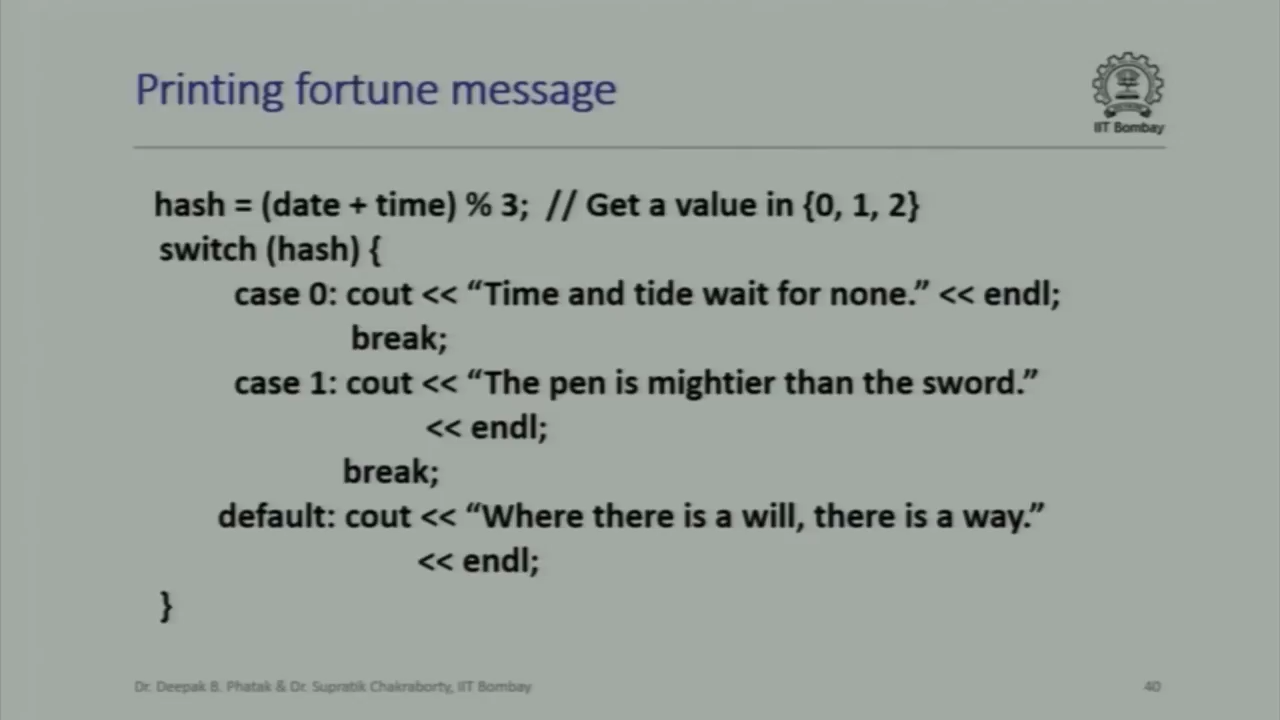 Printing fortune message
IIT Bombay
hash = (date + time) % 3; // Get a value in {0, 1, 2}
switch (hash) {
case 0: cout << “Time and tide wait for none.” << endl;
break;
case 1: cout << “The pen is mightier than the sword.”
<< endl;
break;
default: cout << “Where there is a will, there is a way.”
<< endl;
}
Dr. Deepak B. Phatak & Dr. Supratik Chakraborty, IIT Bombay
40